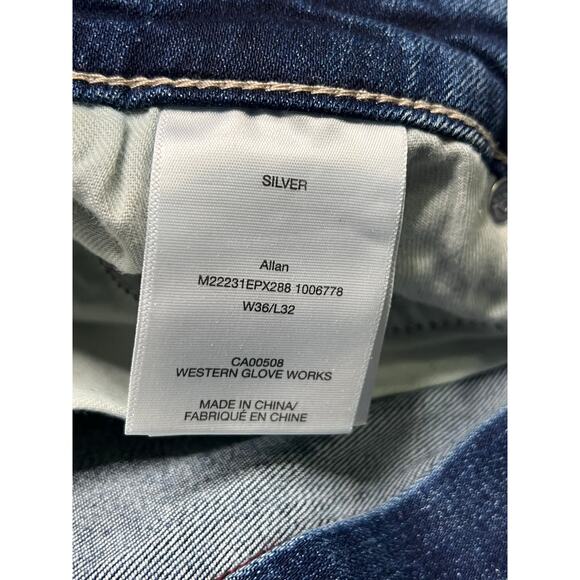 SILVER
Allan
M22231EPX288 1006778
W36/L32
CA00508
WESTERN GLOVE WORKS
MADE IN CHINA/
FABRIQUÉ EN CHINE